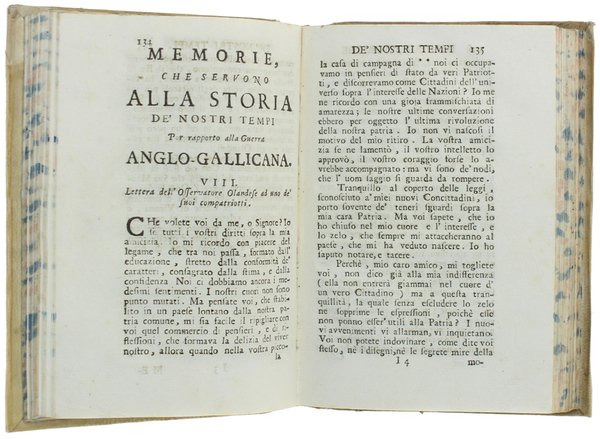 134
MEMORIE,
CHE SERVONO
ALLA STORIA
DE' NOSTRI TEMPI
Per rapporto alla Guerra
ANGLO-GALLICANA.
VIII.
Lettera dell' Osservatore Olandese ad uno de'
suoi compatriotti.
CHe volete voi da me, o Signore? Io
so tutti i vostri diritti sopra la mia
amicizia. Io mi ricordo con piacere del
legame, che tra noi passa, formato dall'
educazione, stretto dalla conformità de'
caratteri, consagrato dalla stima, e dalla
confidenza Noi ci dobbiamo ancora i me-
desimi sentimenti. I nostri cuori non sono
punto mutati. Ma pensate voi, che stabi-
lito in un paese lontano dalla nostra pa-
tria comune, mi sia facile il ripigliare con
voi quel commercio di pensieri, e di ri-
flessioni, che formava la delizia del viver
nostro, allora quando nella vostra picco-
la
DE' NOSTRI TEMPI 135
la casa di campagna di ** noi ci occupa-
vamo in pensieri di stato da veri Patriot-
ti, e discorrevamo come Cittadini dell'uni-
verso sopra l'interesse delle Nazioni? Io me
ne ricordo con una gioja frammischiata di
amarezza; le nostre ultime conversazioni
ebbero per oggetto l'ultima rivoluzione
della nostra patria. Io non vi nascosi il
motivo del mio ritiro. La vostra amici-
zia se ne lamentò, il vostro intelletto lo
approvò, il vostro coraggio forse lo a-
vrebbe accompagnato: ma vi sono de' nodi,
che l'uom saggio si guarda da rompere.
Tranquillo al coperto delle leggi,
sconosciuto a' miei nuovi Concittadini, io
porto sovente de' teneri sguardi sopra la
mia cara Patria. Ma voi sapete, che io
ho chiuso nel mio cuore e l'interesse, e
lo zelo, che sempre mi attaccheranno al
paese, che mi ha veduto nascere. Io ho
saputo notare, e tacere.
Perchè, mio caro amico, mi togliete
voi, non dico già alla mia indifferenza
(ella non entrerà giammai nel cuore d'
un vero Cittadino) ma a questa tran-
quillità, la quale senza escludere lo zelo
ne sopprime le espressioni, poichè esse
non ponno esser'utili alla Patria? I nuo-
vi avvenimenti vi allarman, vi inquietano.
Voi non potete indovinare, come dite voi
stesso, nè i disegni, nè le segrete mire della
I 4 mo-